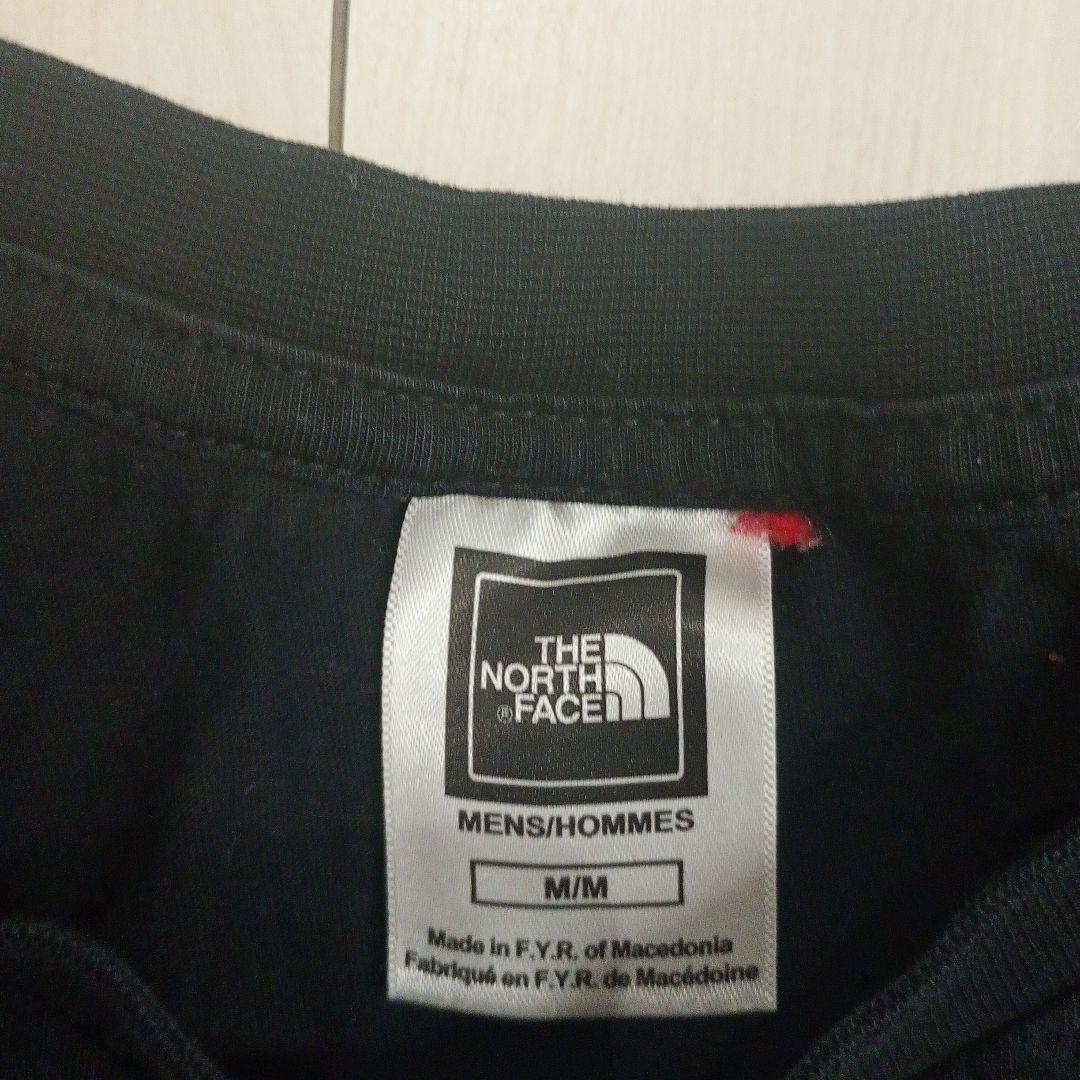 THE
NORTH
® FACE
MENS/HOMMES
M/M
Made in F.Y.R. of Macedonia
Fabriqué en F.Y.R. de Macédoine